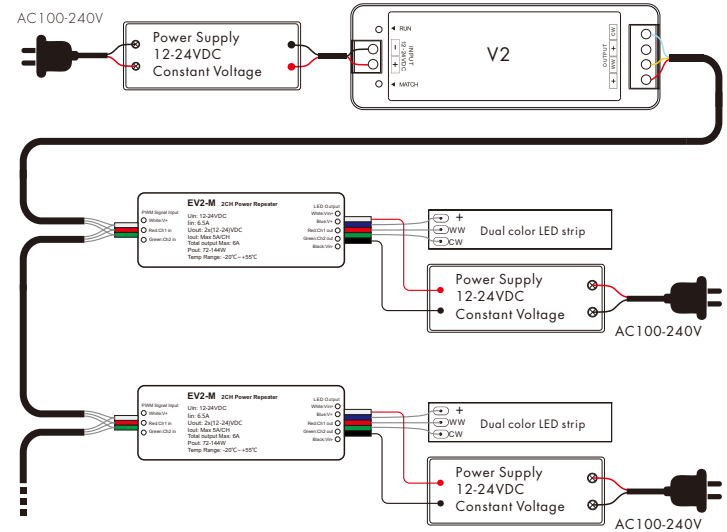 AC100-240V
Power Supply
12-24VDC
Constant Voltage
RUN
INPUT
12-24VDC
− +
MATCH
V2
OUTPUT
CW
+
WW
+
EV2-M 2CH Power Repeater
Uin: 12-24VDC
Iin: 6.5A
Uout: 2x(12-24)VDC
Iout: Max 5A/CH
Total output Max: 6A
Pout: 72-144W
Temp Range: -20℃~+55℃
PWM Signal Input
White:V+
Red:Ch1 in
Green:Ch2 in
LED Output
White:Vin+
Blue:V+
Red:Ch1 out
Green:Ch2 out
Black:Vin-
+
WW
CW
Dual color LED strip
Power Supply
12-24VDC
Constant Voltage
AC100-240V
EV2-M 2CH Power Repeater
Uin: 12-24VDC
Iin: 6.5A
Uout: 2x(12-24)VDC
Iout: Max 5A/CH
Total output Max: 6A
Pout: 72-144W
Temp Range: -20℃~+55℃
PWM Signal Input
White:V+
Red:Ch1 in
Green:Ch2 in
LED Output
White:Vin+
Blue:V+
Red:Ch1 out
Green:Ch2 out
Black:Vin-
+
WW
CW
Dual color LED strip
Power Supply
12-24VDC
Constant Voltage
AC100-240V